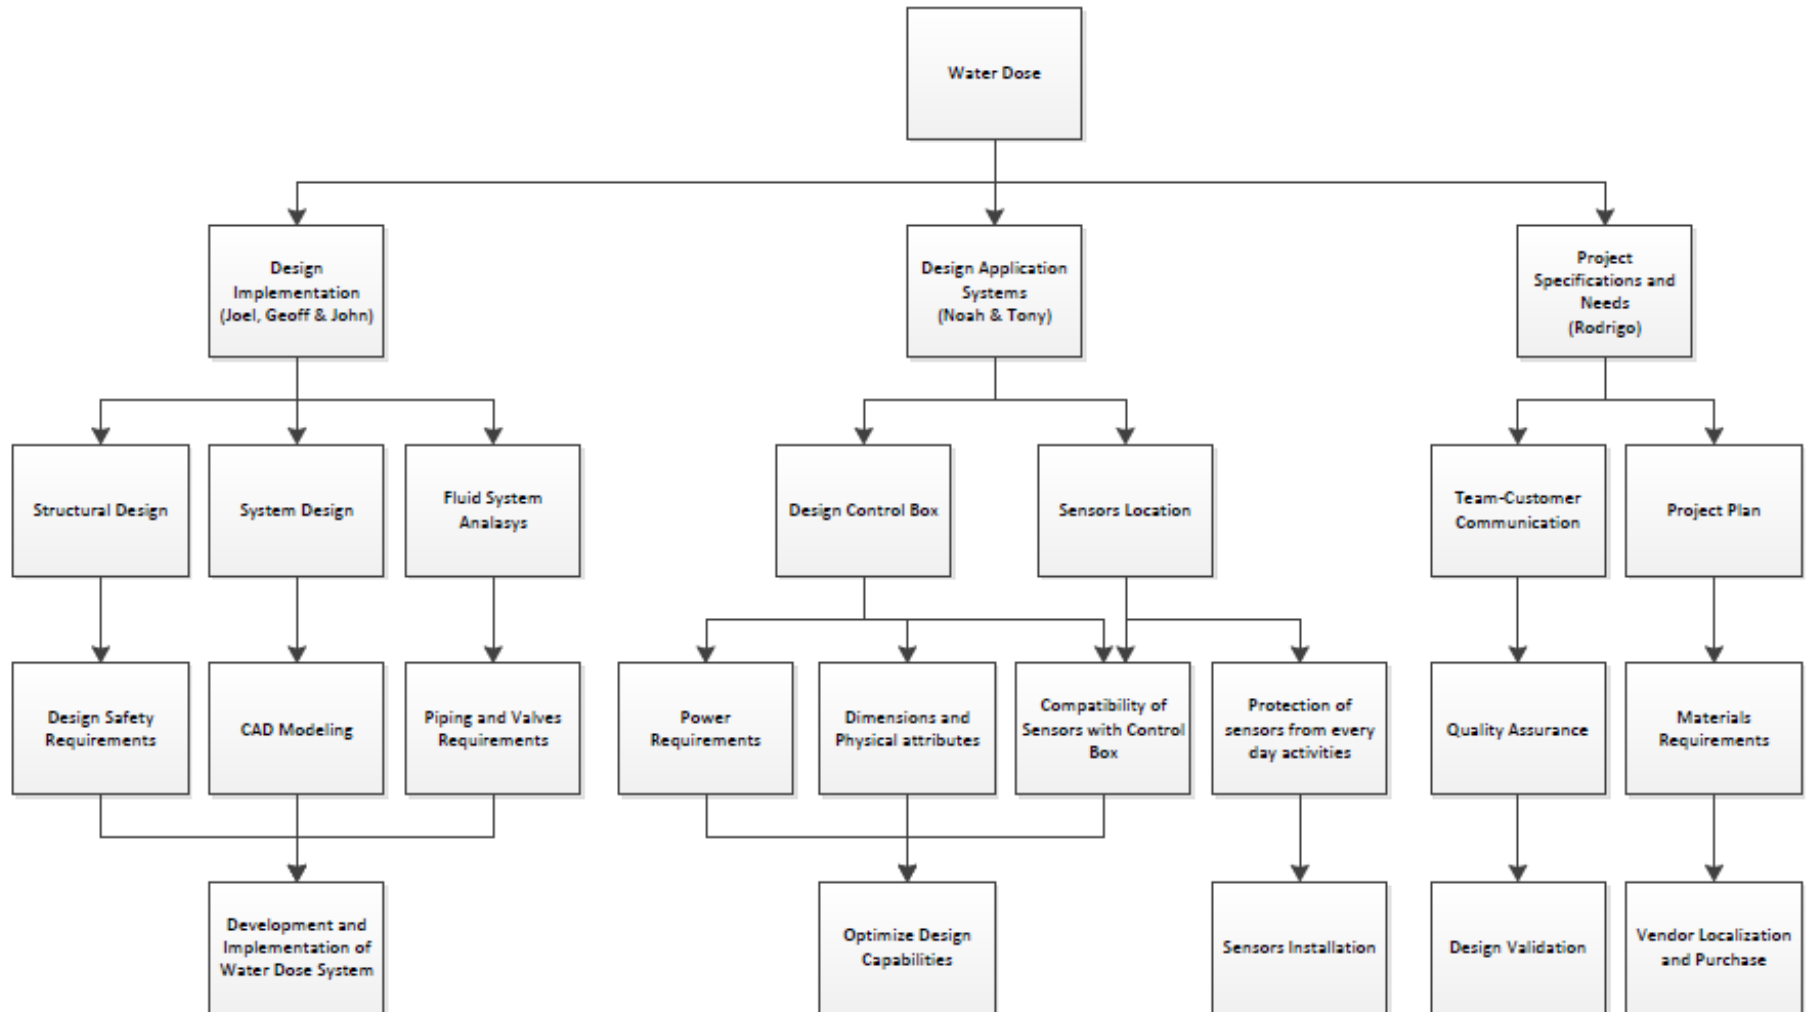 Water Dose
Design
Implementation
(Joel, Geoff & John)
Design Application
Systems
(Noah & Tony)
Project
Specifications and
Needs
(Rodrigo)
Structural Design
System Design
Fluid System
Analasys
Design Control Box
Sensors Location
Team-Customer
Communication
Project Plan
Design Safety
Requirements
CAD Modeling
Piping and Valves
Requirements
Power
Requirements
Dimensions and
Physical attributes
Compatibility of
Sensors with Control
Box
Protection of
sensors from every
day activities
Quality Assurance
Materials
Requirements
Development and
Implementation of
Water Dose System
Optimize Design
Capabilities
Sensors Installation
Design Validation
Vendor Localization
and Purchase